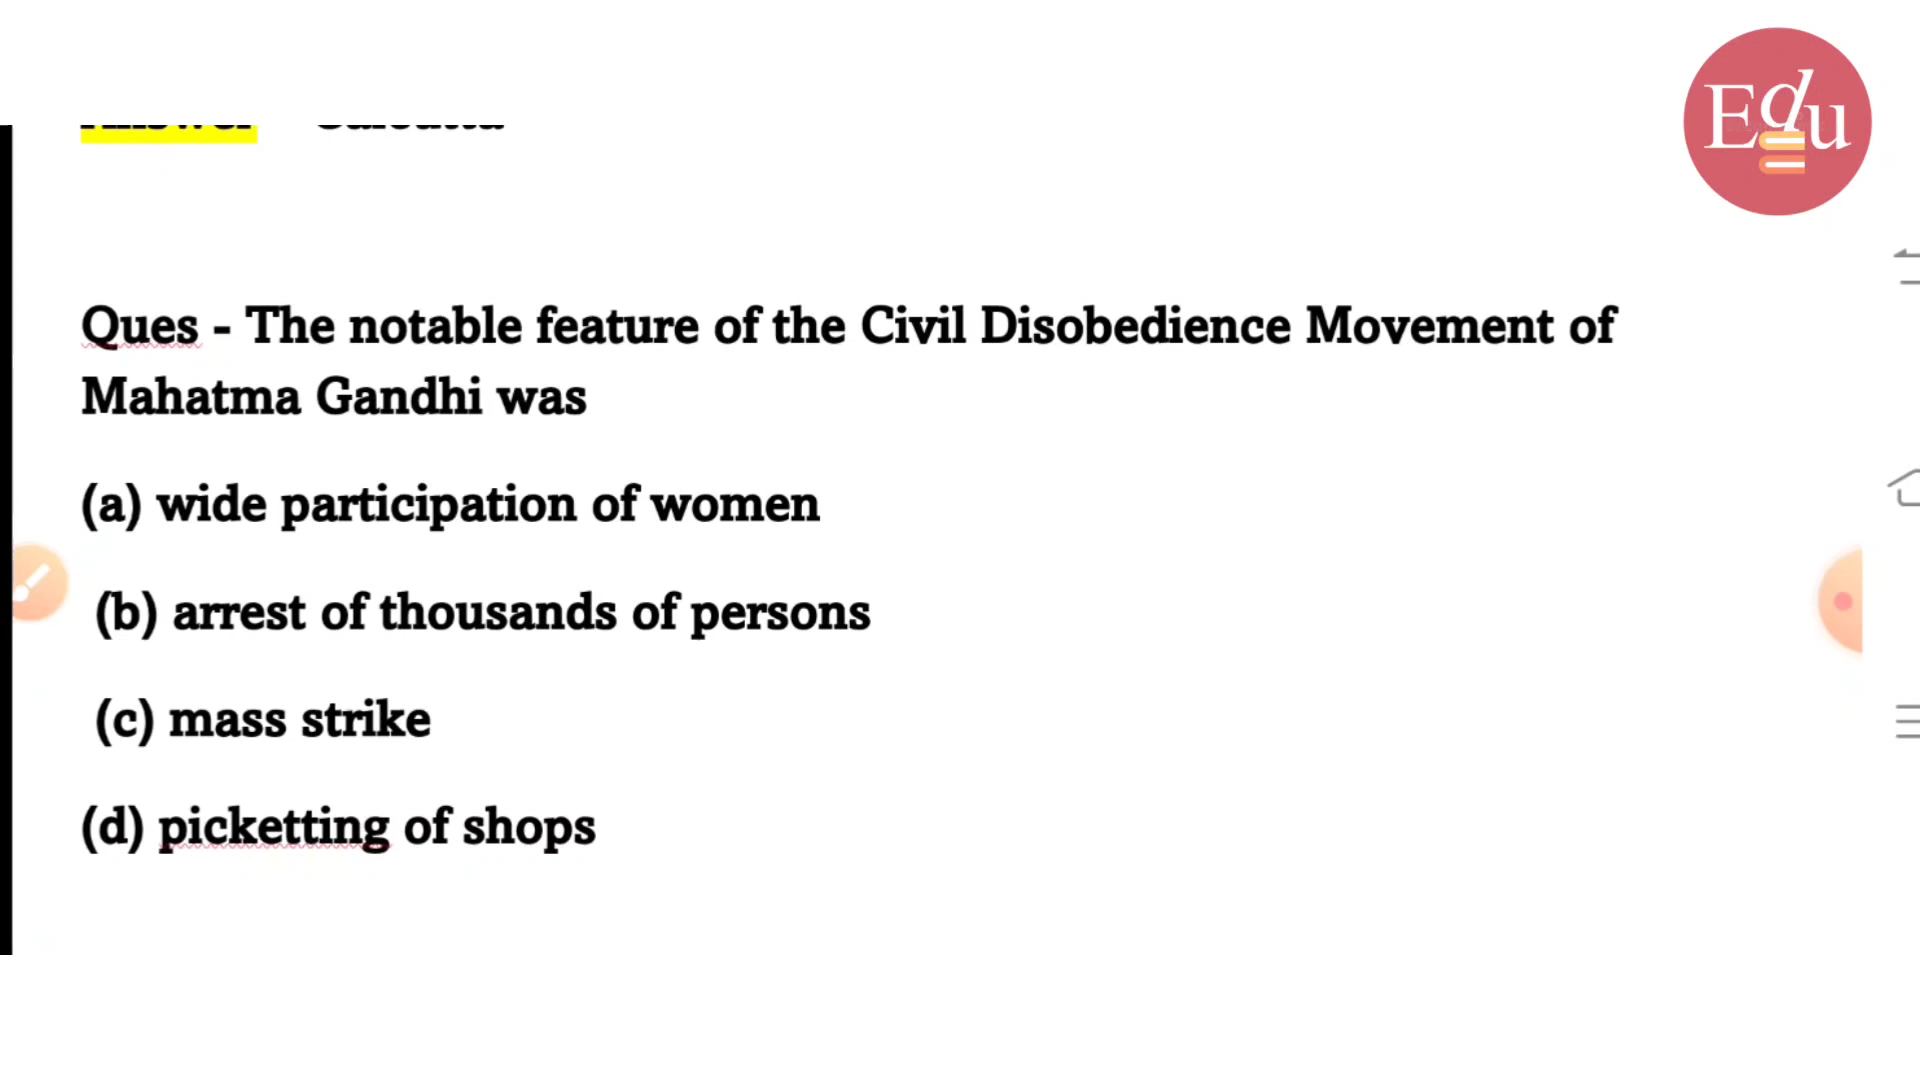 Edu
Ques - The notable feature of the Civil Disobedience Movement of
Mahatma Gandhi was
(a) wide participation of women
(b) arrest of thousands of persons
(c) mass strike
(d) picketting of shops